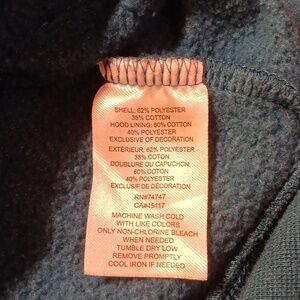 SHELL: 62% POLYESTER
38% COTTON
HOOD LINING: 60% COTTON
40% POLYESTER
EXCLUSIVE OF DECORATION
EXTÉRIEUR: 62% POLYESTER
38% COTON
DOUBLURE DU CAPUCHON:
60% COTON
40% POLYESTER
EXCLUSIF DE DÉCORATION
RN#74747
CA#45117
MACHINE WASH COLD
WITH LIKE COLORS
ONLY NON-CHLORINE BLEACH
WHEN NEEDED
TUMBLE DRY LOW
REMOVE PROMPTLY
COOL IRON IF NEEDED